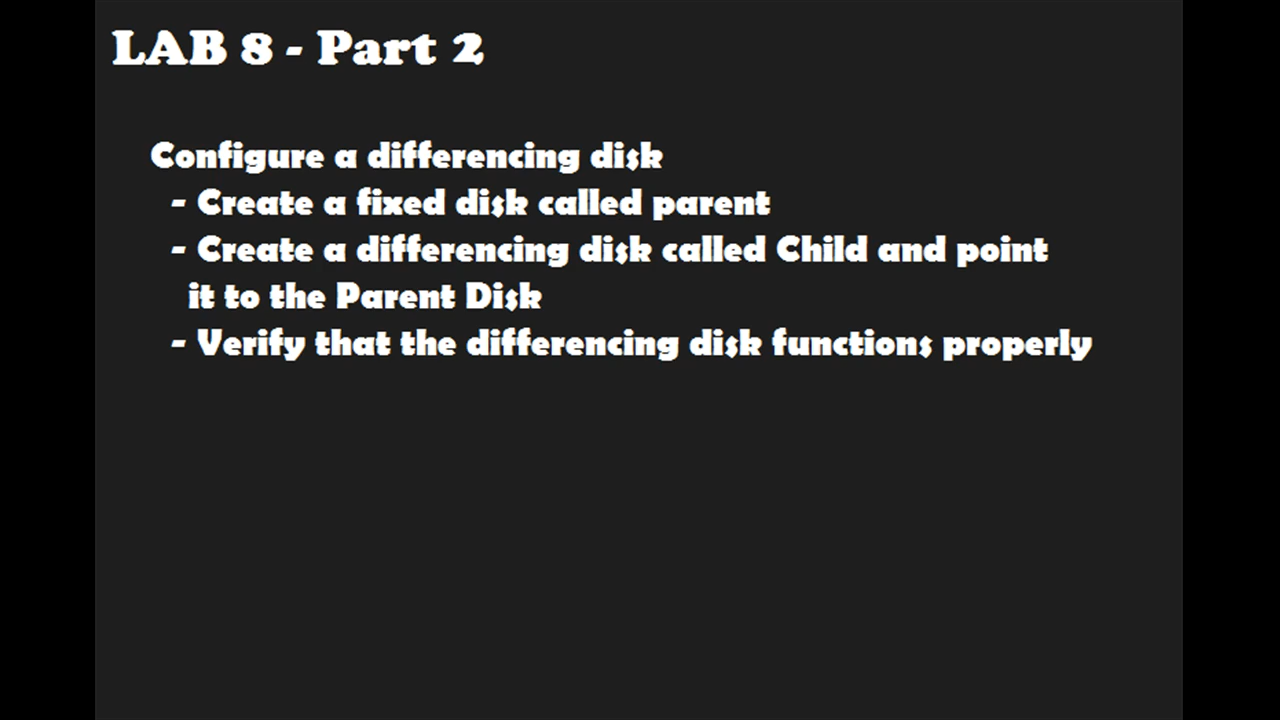 LAB 8 - Part 2
Configure a differencing disk
- Create a fixed disk called parent
- Create a differencing disk called Child and point
it to the Parent Disk
- Verify that the differencing disk functions properly